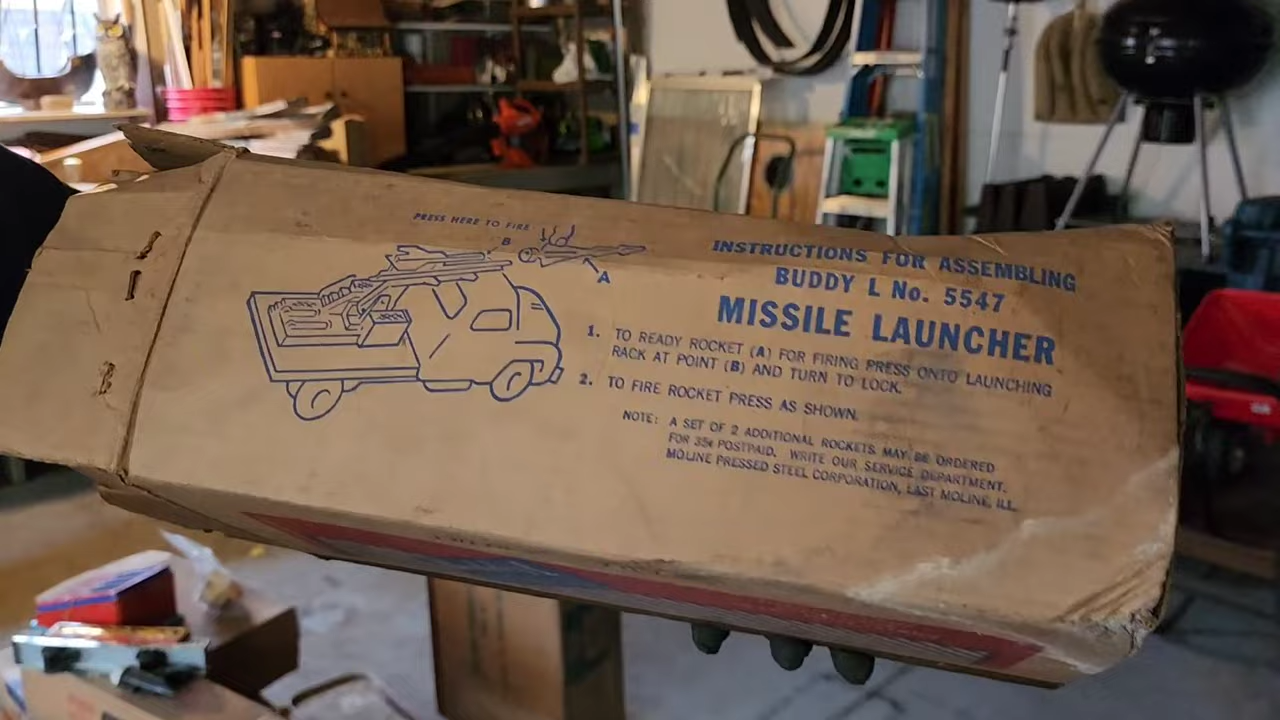 PRESS HERE TO FIRE
B
A
INSTRUCTIONS FOR ASSEMBLING
BUDDY L No. 5547
MISSILE LAUNCHER
1. TO READY ROCKET (A) FOR FIRING PRESS ONTO LAUNCHING
RACK AT POINT (B) AND TURN TO LOCK.
2. TO FIRE ROCKET PRESS AS SHOWN.
NOTE: A SET OF 2 ADDITIONAL ROCKETS MAY BE ORDERED
FOR 35¢ POSTPAID. WRITE OUR SERVICE DEPARTMENT.
MOLINE PRESSED STEEL CORPORATION, EAST MOLINE, ILL.